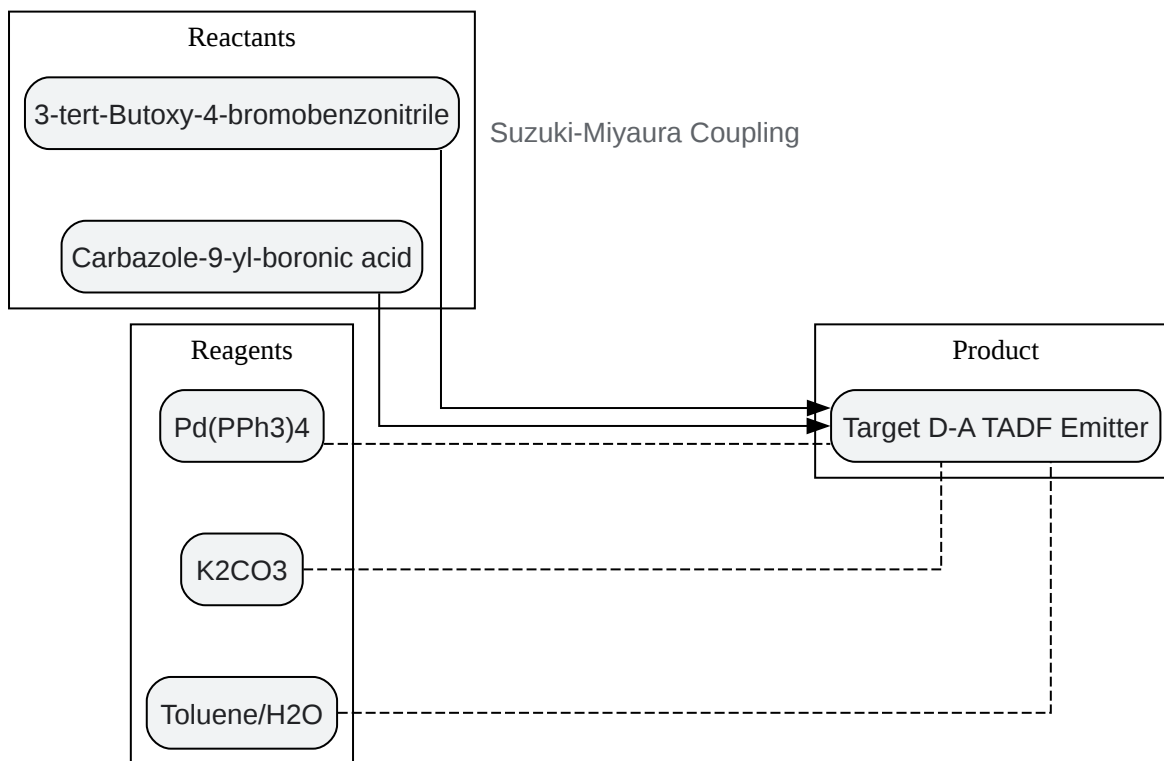 Reactants
3-tert-Butoxy-4-bromobenzonitrile
Suzuki-Miyaura Coupling
Carbazole-9-yl-boronic acid
Reagents
Pd(PPh3)4
K2CO3
Toluene/H2O
Product
Target D-A TADF Emitter